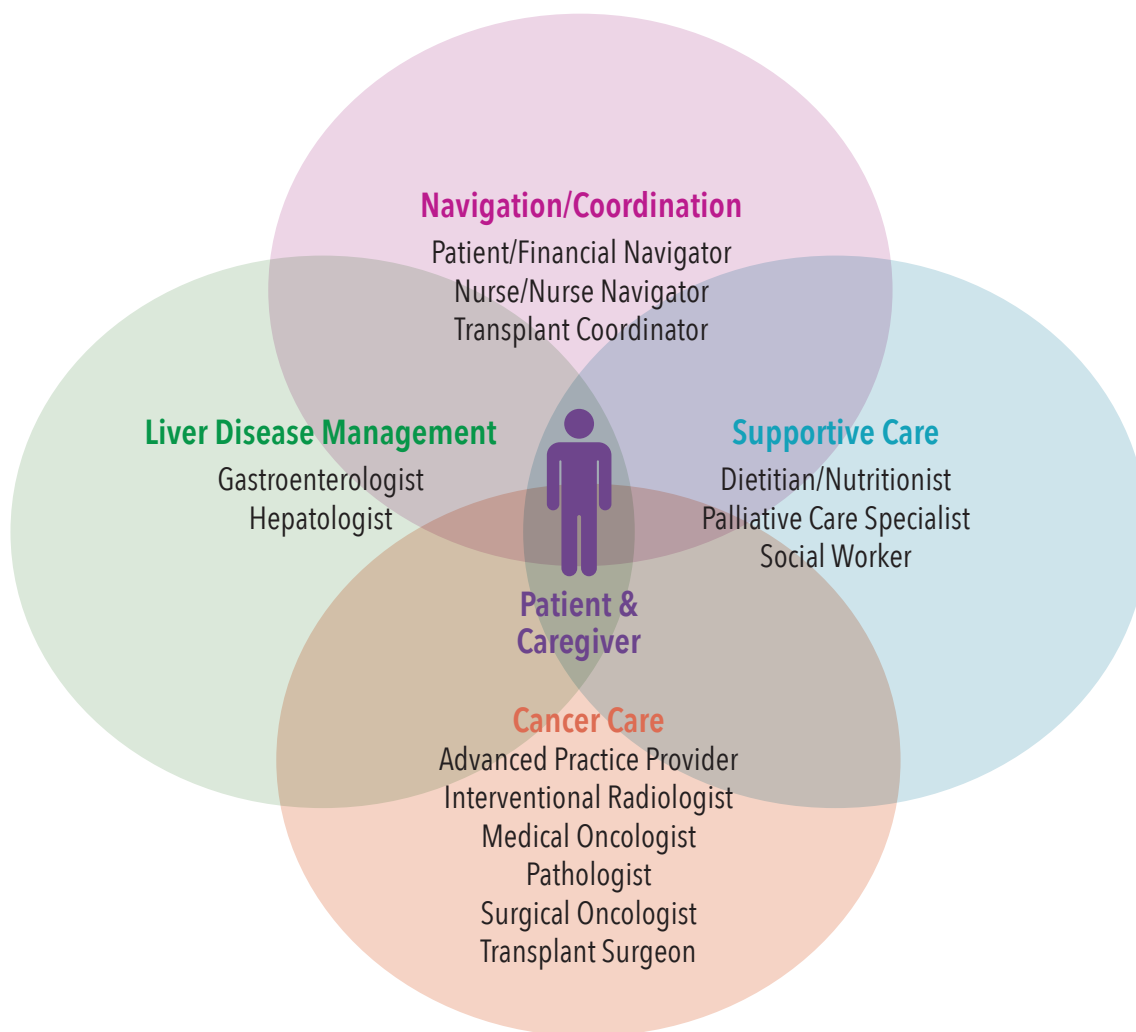 Navigation/Coordination
Patient/Financial Navigator
Nurse/Nurse Navigator
Transplant Coordinator
Liver Disease Management
Gastroenterologist
Hepatologist
Supportive Care
Dietitian/Nutritionist
Palliative Care Specialist
Social Worker
Patient &
Caregiver
Cancer Care
Advanced Practice Provider
Interventional Radiologist
Medical Oncologist
Pathologist
Surgical Oncologist
Transplant Surgeon